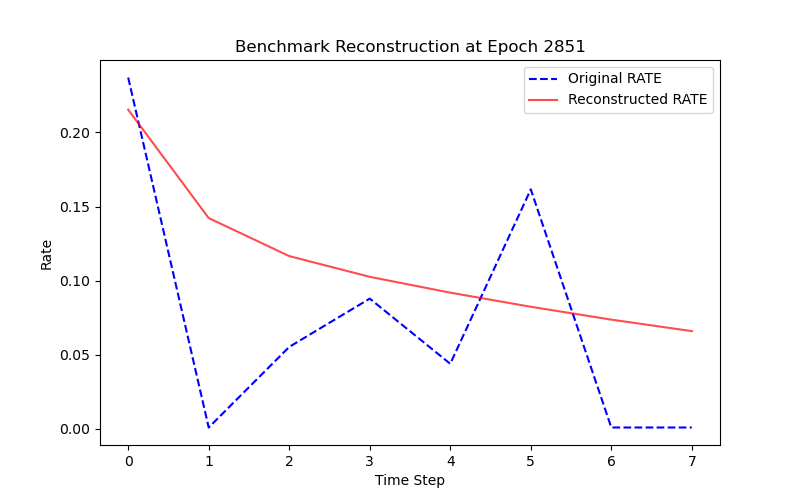 Benchmark Reconstruction at Epoch 2851
Original RATE
Reconstructed RATE
Rate
0.20
0.15
0.10
0.05
0.00
0 1 2 3 4 5 6 7
Time Step